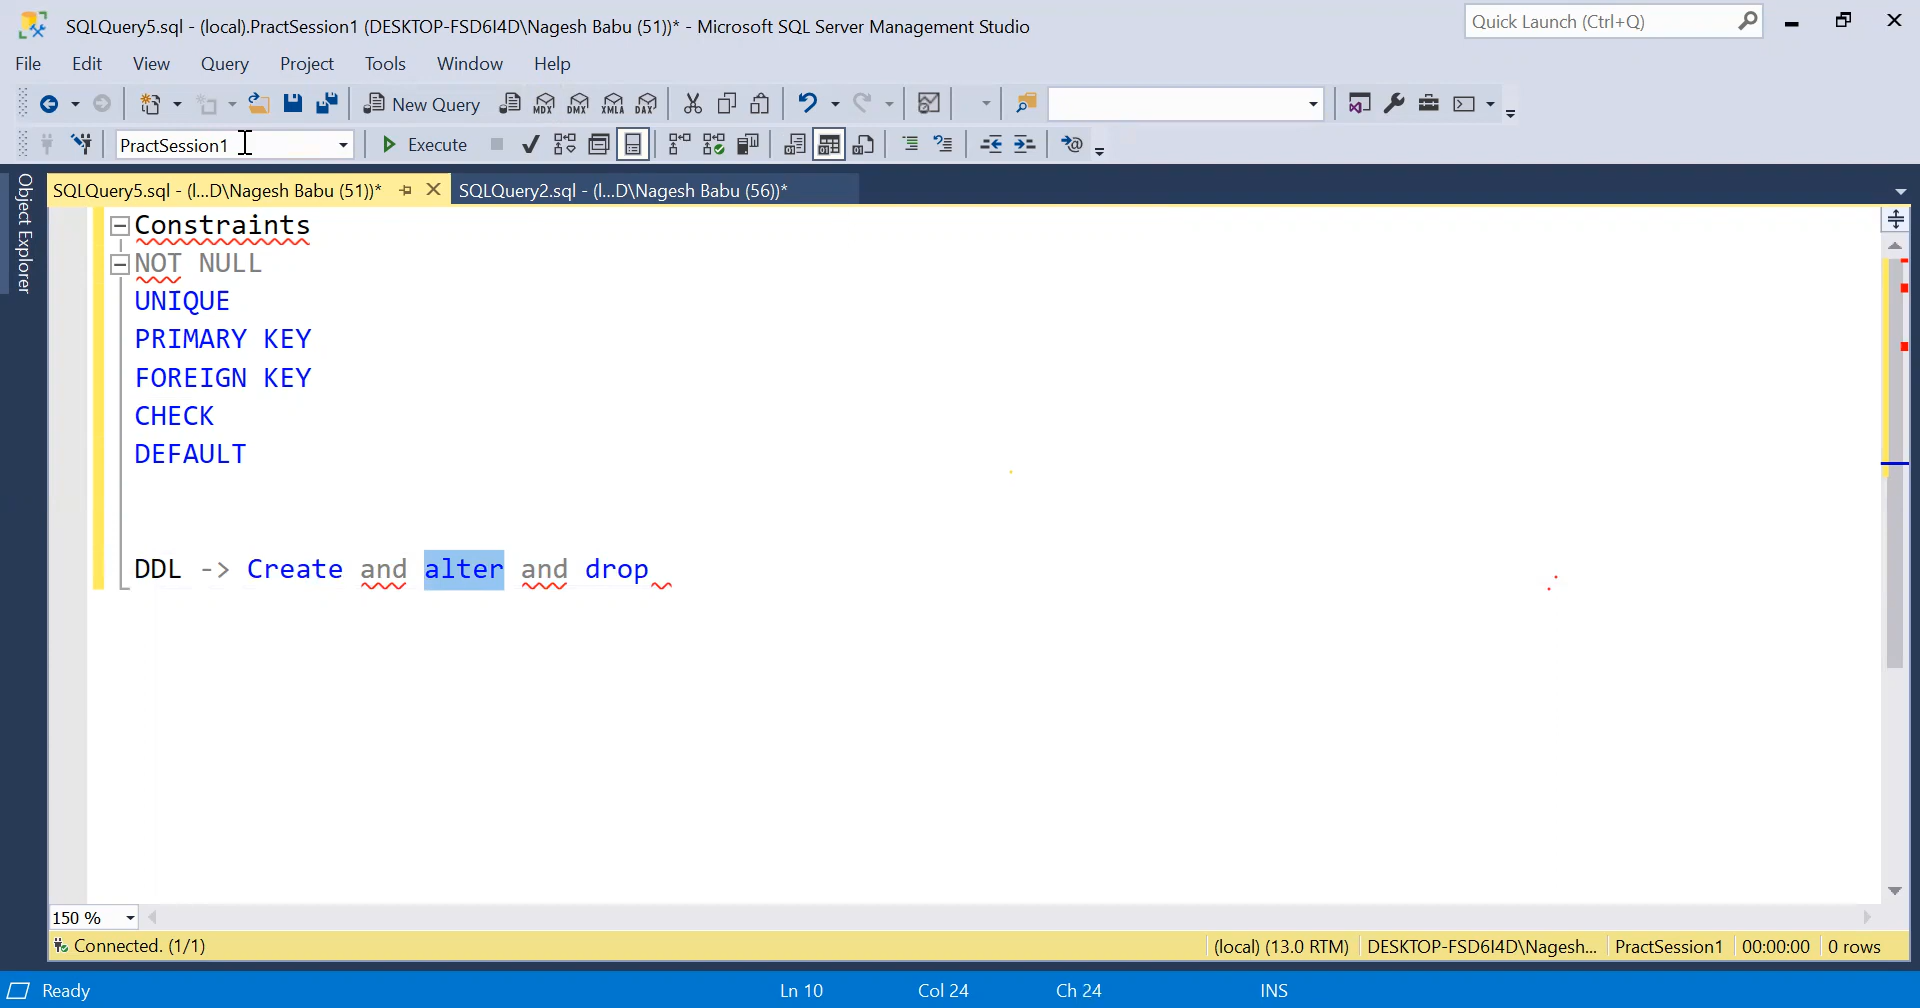 SQLQuery5.sql - (local).PractSession1 (DESKTOP-FSD6I4D\Nagesh Babu (51))* - Microsoft SQL Server Management Studio
Quick Launch (Ctrl+Q)
File Edit View Query Project Tools Window Help
New Query MDX DMX XMLA DAX
PractSession1 Execute
Object Explorer
SQLQuery5.sql - (l...D\Nagesh Babu (51))* SQLQuery2.sql - (l...D\Nagesh Babu (56))*
Constraints
NOT NULL
UNIQUE
PRIMARY KEY
FOREIGN KEY
CHECK
DEFAULT
DDL -> Create and alter and drop
150 %
Connected. (1/1) (local) (13.0 RTM) DESKTOP-FSD6I4D\Nagesh... PractSession1 00:00:00 0 rows
Ready Ln 10 Col 24 Ch 24 INS